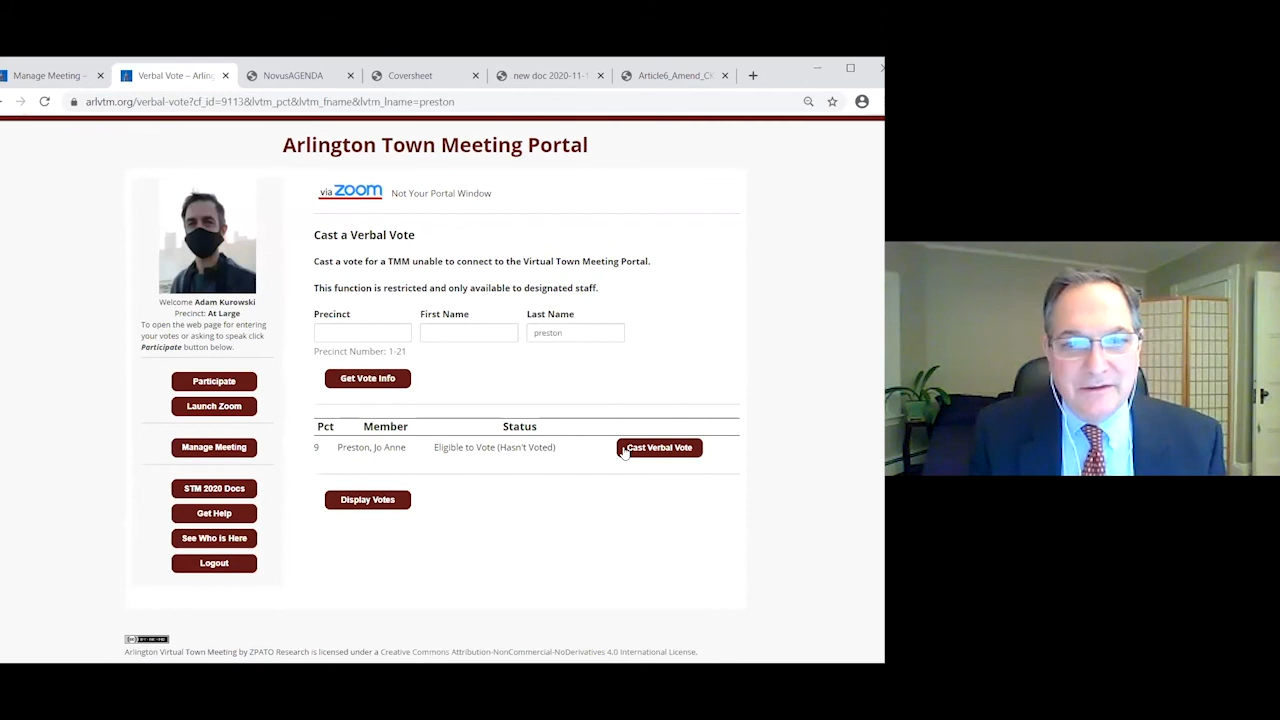 Manage Meeting -
Verbal Vote – Arling
NovusAGENDA
Coversheet
new doc 2020-11-1
Article6_Amend_Ch
arlvtm.org/verbal-vote?cf_id=9113&lvtm_pct&lvtm_fname&lvtm_lname=preston
Arlington Town Meeting Portal
via zoom Not Your Portal Window
Cast a Verbal Vote
Cast a vote for a TMM unable to connect to the Virtual Town Meeting Portal.
This function is restricted and only available to designated staff.
Precinct First Name Last Name
preston
Precinct Number: 1-21
Get Vote Info
Pct Member Status
9 Preston, Jo Anne Eligible to Vote (Hasn't Voted) Cast Verbal Vote
Display Votes
Welcome Adam Kurowski
Precinct: At Large
To open the web page for entering
your votes or asking to speak click
Participate button below.
Participate
Launch Zoom
Manage Meeting
STM 2020 Docs
Get Help
See Who is Here
Logout
Arlington Virtual Town Meeting by ZPATO Research is licensed under a Creative Commons Attribution-NonCommercial-NoDerivatives 4.0 International License.